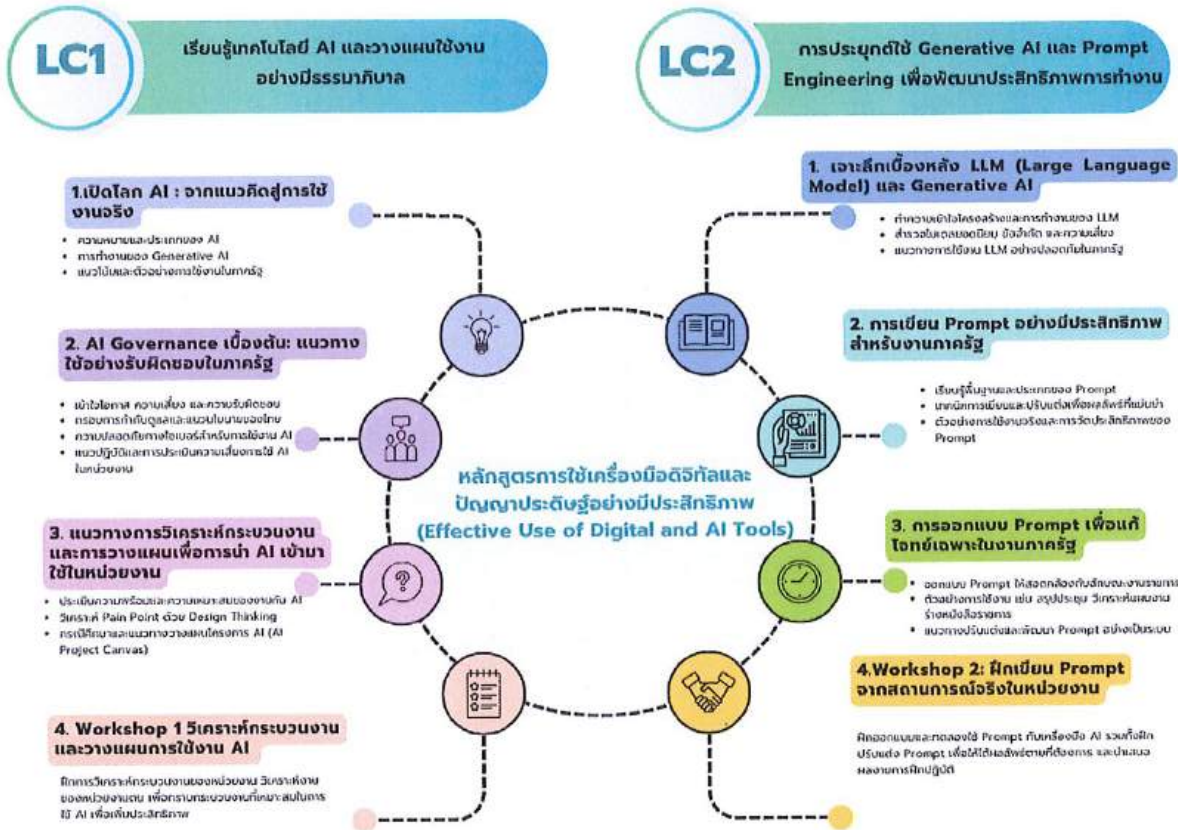 LC1
เรียนรู้เทคโนโลยี AI และวางแผนใช้งาน
อย่างมีธรรมาภิบาล
1.เปิดโลก AI : จากแนวคิดสู่การใช้
งานจริง
• ความหมายและประเภทของ AI
• การทำงานของ Generative AI
• แนวโน้มและตัวอย่างการใช้งานในภาครัฐ
2. AI Governance เบื้องต้น: แนวทาง
ใช้อย่างรับผิดชอบในภาครัฐ
• เข้าใจโอกาส ความเสี่ยง และความรับผิดชอบ
• กรอบการกำกับดูแลและแนวนโยบายของไทย
• ความปลอดภัยทางไซเบอร์สำหรับการใช้งาน AI
• แนวปฏิบัติและการประเมินความเสี่ยงการใช้ AI
ในหน่วยงาน
3. แนวทางการวิเคราะห์กระบวนงาน
และการวางแผนเพื่อการนำ AI เข้ามา
ใช้ในหน่วยงาน
• ประเมินความพร้อมและความเหมาะสมของงานกับ AI
• วิเคราะห์ Pain Point ด้วย Design Thinking
• กรณีศึกษาและแนวทางวางแผนโครงการ AI (AI
Project Canvas)
4. Workshop 1 วิเคราะห์กระบวนงาน
และวางแผนการใช้งาน AI
ฝึกการวิเคราะห์กระบวนงานของหน่วยงาน วิเคราะห์งาน
ของหน่วยงานตน เพื่อทราบกระบวนงานที่เหมาะสมในการ
ใช้ AI เพื่อเพิ่มประสิทธิภาพ
หลักสูตรการใช้เครื่องมือดิจิทัลและ
ปัญญาประดิษฐ์อย่างมีประสิทธิภาพ
(Effective Use of Digital and AI Tools)
LC2
การประยุกต์ใช้ Generative AI และ Prompt
Engineering เพื่อพัฒนาประสิทธิภาพการทำงาน
1. เจาะลึกเบื้องหลัง LLM (Large Language
Model) และ Generative AI
• ทำความเข้าใจโครงสร้างและการทำงานของ LLM
• สำรวจโมเดลยอดนิยม ข้อจำกัด และความเสี่ยง
• แนวทางการใช้งาน LLM อย่างปลอดภัยในภาครัฐ
2. การเขียน Prompt อย่างมีประสิทธิภาพ
สำหรับงานภาครัฐ
• เรียนรู้พื้นฐานและประเภทของ Prompt
• เทคนิคการเขียนและปรับแต่งเพื่อผลลัพธ์ที่แม่นยำ
• ตัวอย่างการใช้งานจริงและการวัดประสิทธิภาพของ
Prompt
3. การออกแบบ Prompt เพื่อแก้
โจทย์เฉพาะในงานภาครัฐ
• ออกแบบ Prompt ให้สอดคล้องกับลักษณะงานราชการ
• ตัวอย่างการใช้งาน เช่น สรุปประชุม วิเคราะห์แผนงาน
ร่างหนังสือราชการ
• แนวทางปรับแต่งและพัฒนา Prompt อย่างเป็นระบบ
4.Workshop 2: ฝึกเขียน Prompt
จากสถานการณ์จริงในหน่วยงาน
ฝึกออกแบบและทดลองใช้ Prompt กับเครื่องมือ AI รวมทั้งฝึก
ปรับแต่ง Prompt เพื่อให้ได้ผลลัพธ์ตามที่ต้องการ และนำเสนอ
ผลงานการฝึกปฏิบัติ